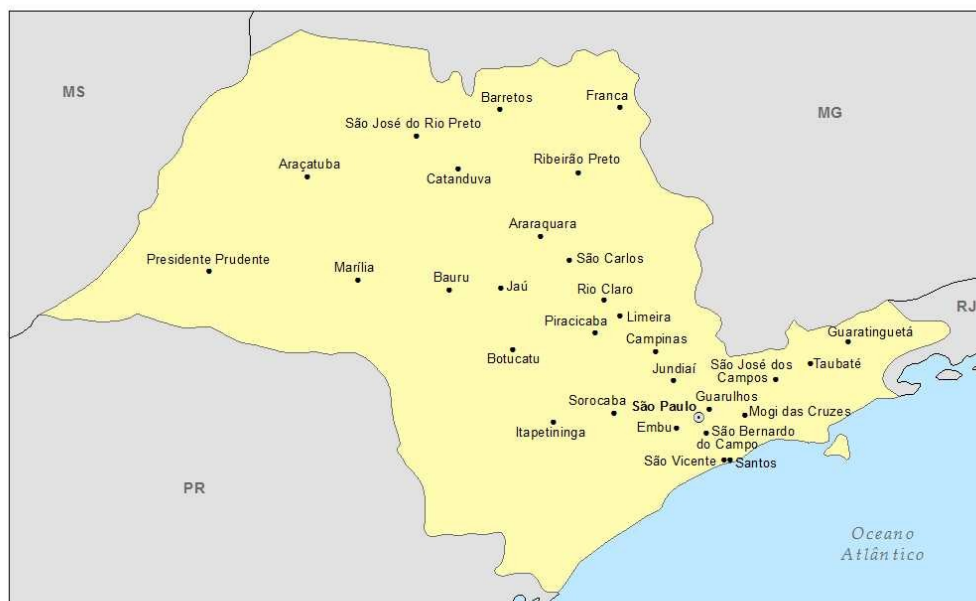 MS
Barretos
Franca
MG
São José do Rio Preto
Araçatuba
Catanduva
Ribeirão Preto
Araraquara
Presidente Prudente
Marília
Bauru
Jaú
São Carlos
Rio Claro
RJ
Piracicaba
Limeira
Guaratinguetá
Botucatu
Campinas
São José dos
Campos
Taubaté
Jundiaí
Sorocaba
São Paulo
Guarulhos
Mogi das Cruzes
Itapetininga
Embu
São Bernardo
do Campo
São Vicente
Santos
PR
Oceano
Atlântico